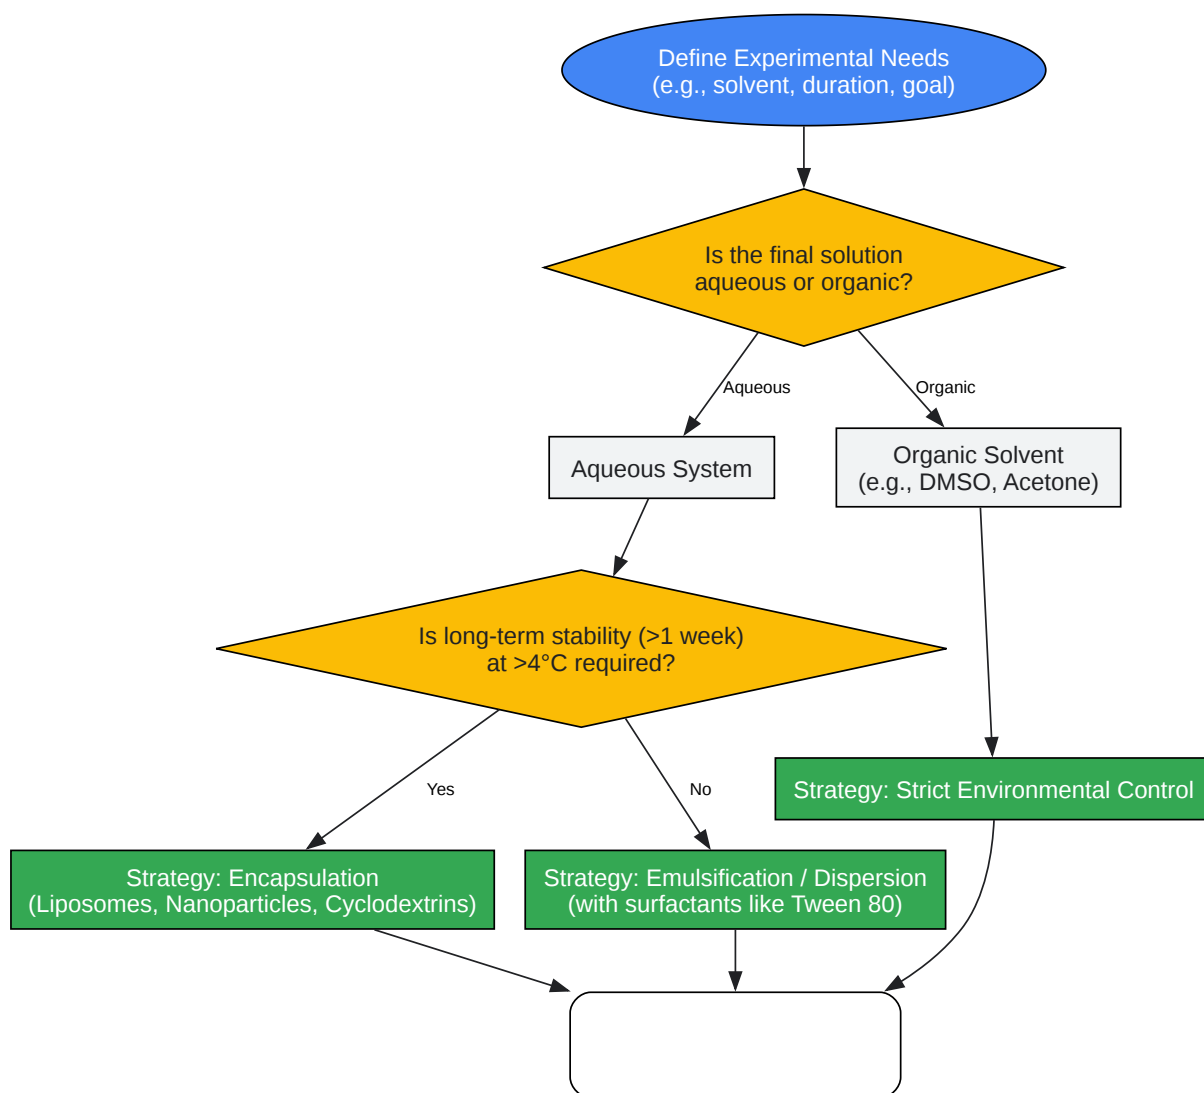 Define Experimental Needs
(e.g., solvent, duration, goal)
Is the final solution
aqueous or organic?
Aqueous
Organic
Aqueous System
Organic Solvent
(e.g., DMSO, Acetone)
Is long-term stability (>1 week)
at >4°C required?
Yes
No
Strategy: Strict Environmental Control
Strategy: Encapsulation
(Liposomes, Nanoparticles, Cyclodextrins)
Strategy: Emulsification / Dispersion
(with surfactants like Tween 80)